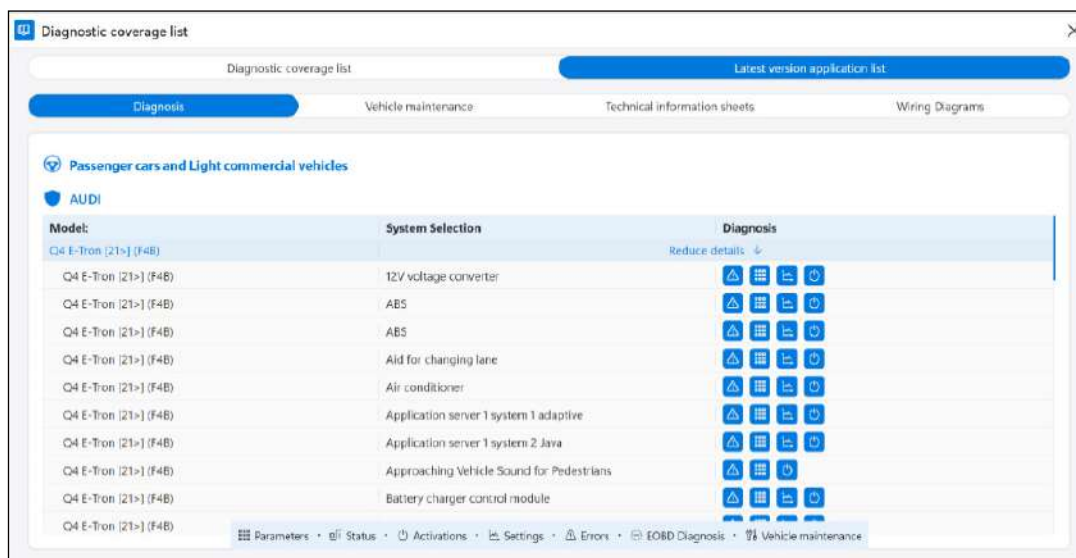 Diagnostic coverage list
Diagnostic coverage list Latest version application list
Diagnosis Vehicle maintenance Technical information sheets Wiring Diagrams
Passenger cars and Light commercial vehicles
AUDI
Model: System Selection Diagnosis
Q4 E-Tron [21>] (F4B) Reduce details
Q4 E-Tron [21>] (F4B) 12V voltage converter
Q4 E-Tron [21>] (F4B) ABS
Q4 E-Tron [21>] (F4B) ABS
Q4 E-Tron [21>] (F4B) Aid for changing lane
Q4 E-Tron [21>] (F4B) Air conditioner
Q4 E-Tron [21>] (F4B) Application server 1 system 1 adaptive
Q4 E-Tron [21>] (F4B) Application server 1 system 2 Java
Q4 E-Tron [21>] (F4B) Approaching Vehicle Sound for Pedestrians
Q4 E-Tron [21>] (F4B) Battery charger control module
Q4 E-Tron [21>] (F4B)
Parameters • Status • Activations • Settings • Errors • EOBD Diagnosis • Vehicle maintenance